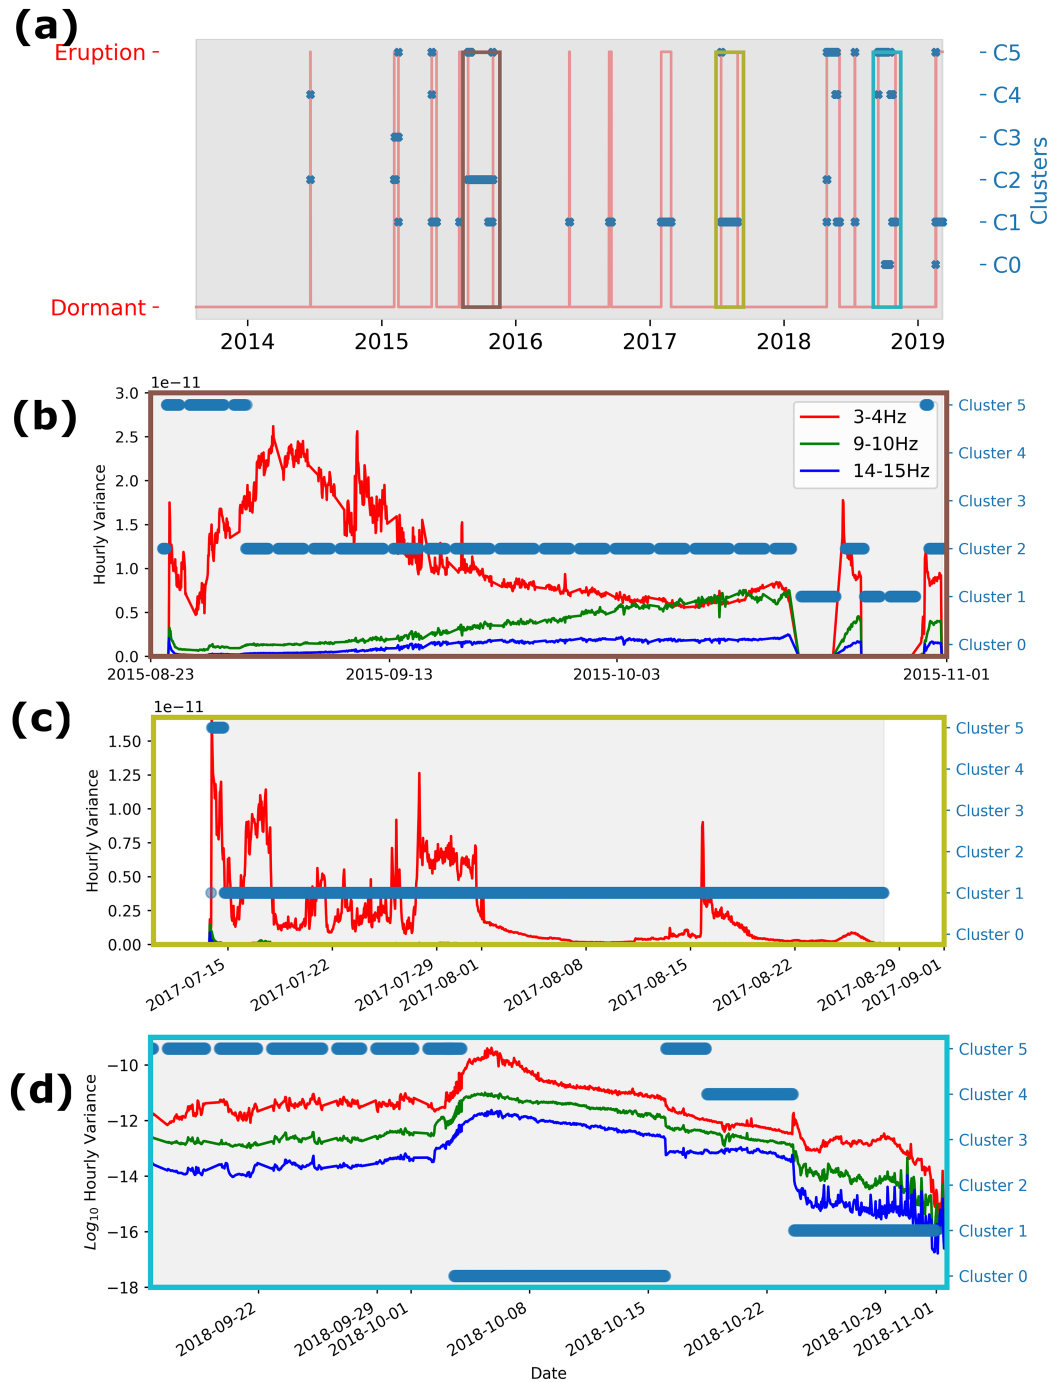 (a)
Eruption
Dormant
C5
C4
C3
C2
C1
C0
Clusters
2014 2015 2016 2017 2018 2019
(b)
1e−11
3.0
2.5
2.0
1.5
1.0
0.5
0.0
Hourly Variance
3-4Hz
9-10Hz
14-15Hz
Cluster 5
Cluster 4
Cluster 3
Cluster 2
Cluster 1
Cluster 0
2015-08-23 2015-09-13 2015-10-03 2015-11-01
(c)
1e−11
1.50
1.25
1.00
0.75
0.50
0.25
0.00
Hourly Variance
Cluster 5
Cluster 4
Cluster 3
Cluster 2
Cluster 1
Cluster 0
2017-07-15 2017-07-22 2017-07-29 2017-08-01 2017-08-08 2017-08-15 2017-08-22 2017-08-29 2017-09-01
(d)
−10
−12
−14
−16
−18
Log10 Hourly Variance
Cluster 5
Cluster 4
Cluster 3
Cluster 2
Cluster 1
Cluster 0
2018-09-22 2018-09-29 2018-10-01 2018-10-08 2018-10-15 2018-10-22 2018-10-29 2018-11-01
Date